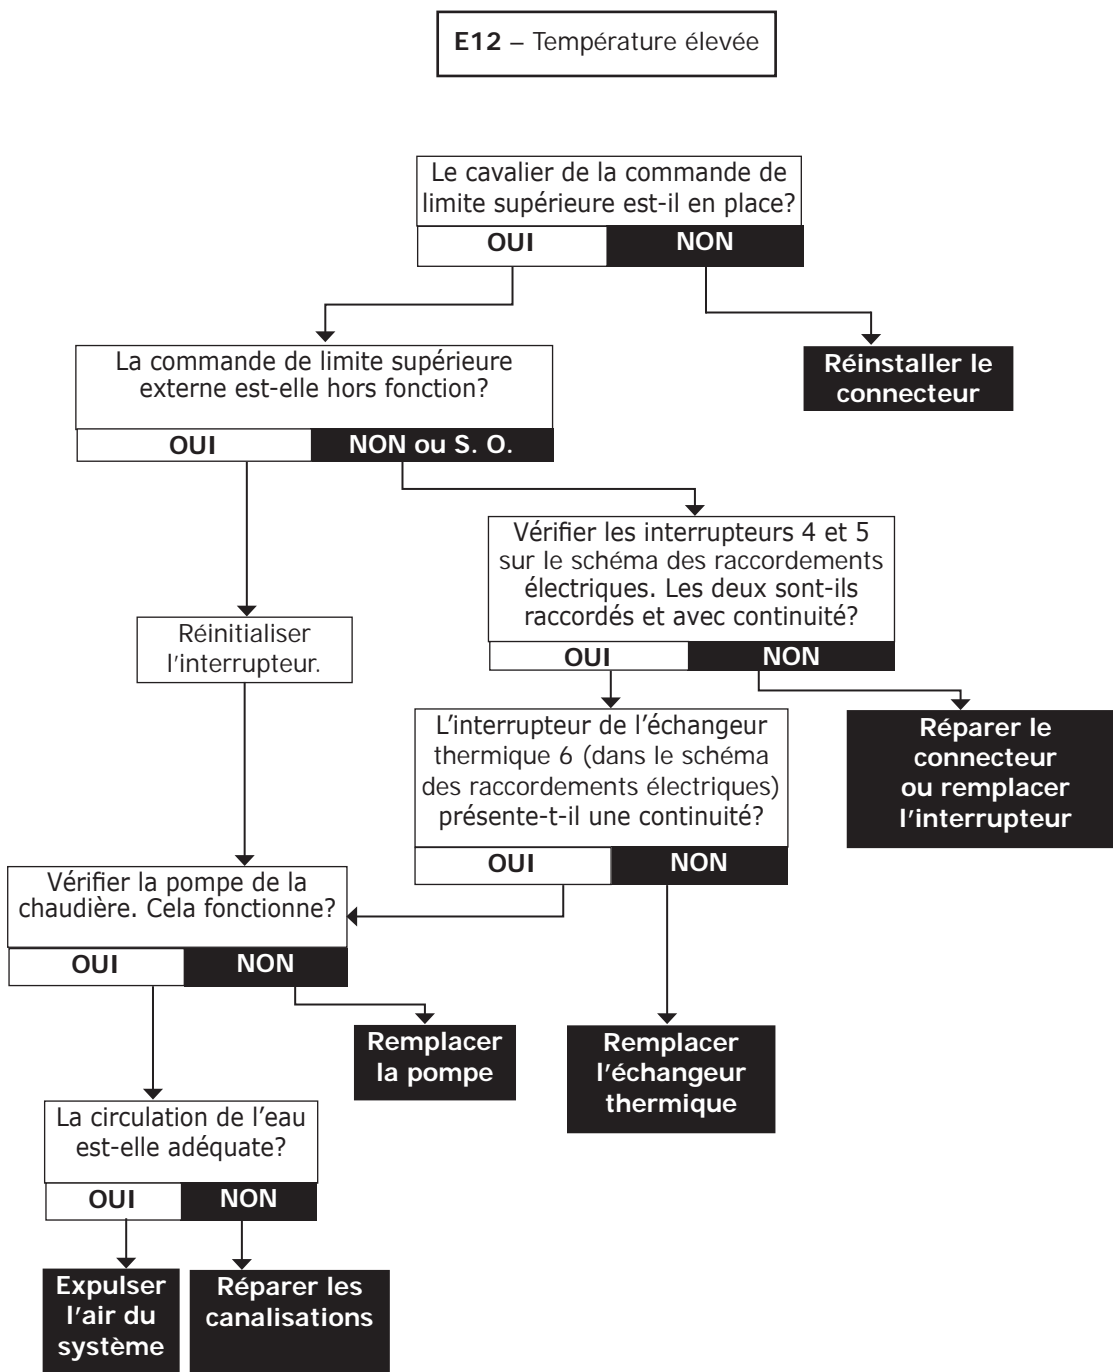 E12 – Température élevée
Le cavalier de la commande de
limite supérieure est-il en place?
OUI
NON
La commande de limite supérieure
externe est-elle hors fonction?
OUI
NON ou S. O.
Réinstaller le
connecteur
Vérifier les interrupteurs 4 et 5
sur le schéma des raccordements
électriques. Les deux sont-ils
raccordés et avec continuité?
OUI
NON
Réinitialiser
l'interrupteur.
L'interrupteur de l'échangeur
thermique 6 (dans le schéma
des raccordements électriques)
présente-t-il une continuité?
OUI
NON
Réparer le
connecteur
ou remplacer
l'interrupteur
Vérifier la pompe de la
chaudière. Cela fonctionne?
OUI
NON
Remplacer
la pompe
Remplacer
l'échangeur
thermique
La circulation de l'eau
est-elle adéquate?
OUI
NON
Expulser
l'air du
système
Réparer les
canalisations